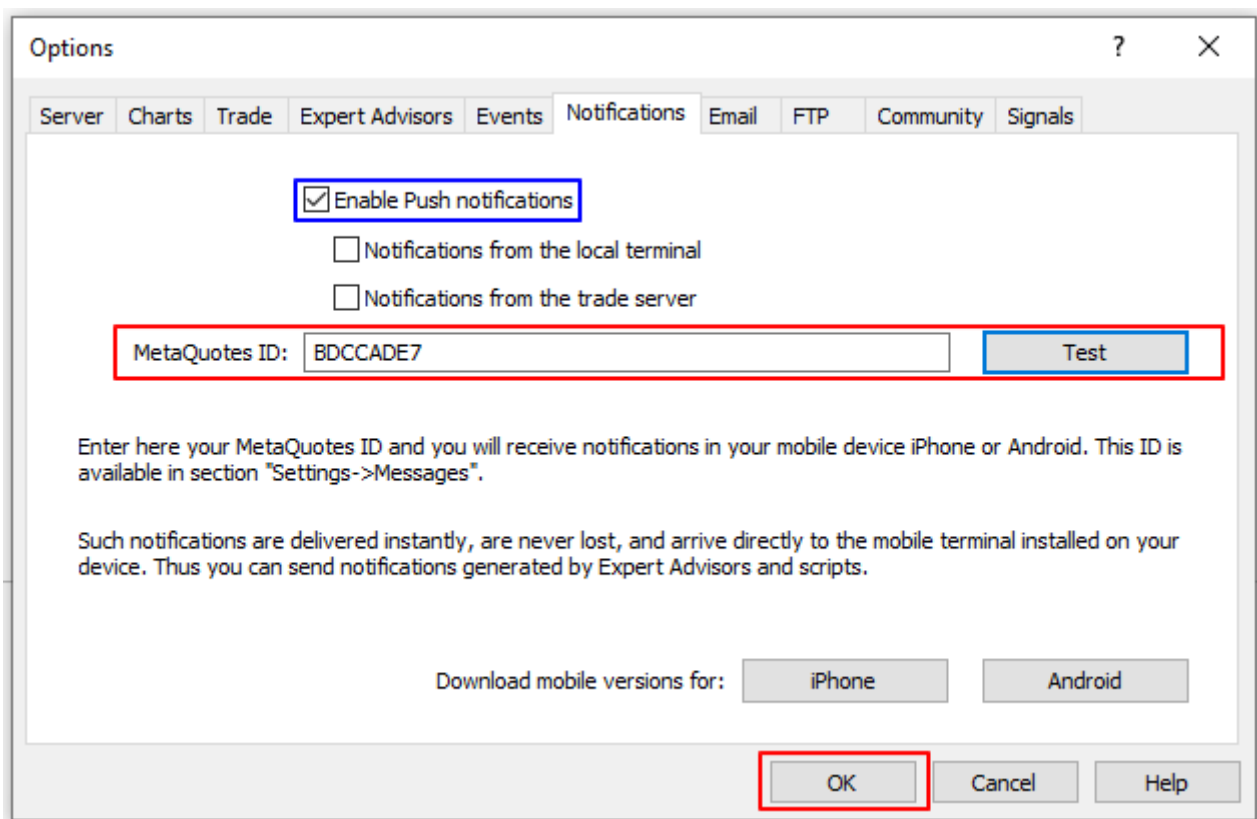 Options ?
Server Charts Trade Expert Advisors Events Notifications Email FTP Community Signals
Enable Push notifications
Notifications from the local terminal
Notifications from the trade server
MetaQuotes ID: BDCCADE7 Test
Enter here your MetaQuotes ID and you will receive notifications in your mobile device iPhone or Android. This ID is
available in section "Settings->Messages".
Such notifications are delivered instantly, are never lost, and arrive directly to the mobile terminal installed on your
device. Thus you can send notifications generated by Expert Advisors and scripts.
Download mobile versions for: iPhone Android
OK Cancel Help